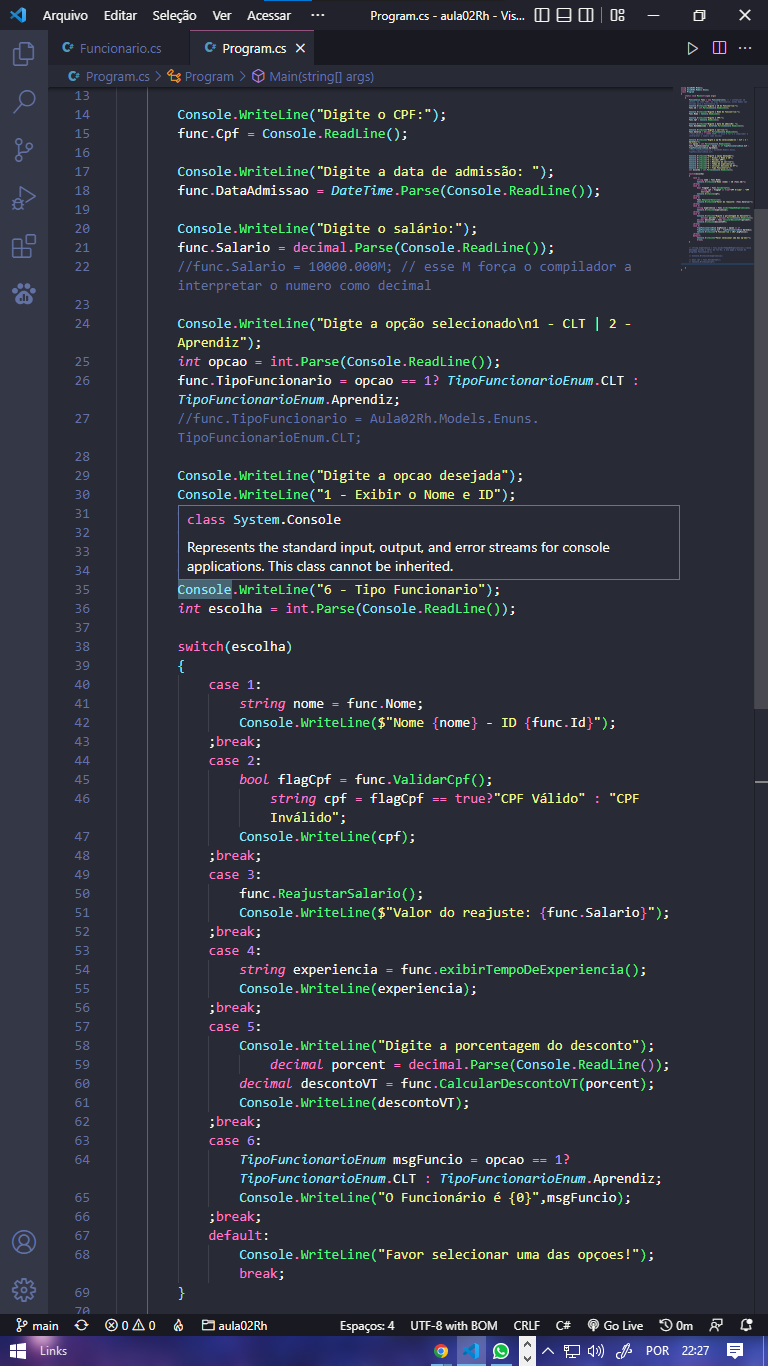 Arquivo Editar Seleção Ver Acessar ··· Program.cs - aula02Rh - Vis...
Funcionario.cs Program.cs
Program.cs > Program > Main(string[] args)
13
14 Console.WriteLine("Digite o CPF:");
15 func.Cpf = Console.ReadLine();
16
17 Console.WriteLine("Digite a data de admissão: ");
18 func.DataAdmissao = DateTime.Parse(Console.ReadLine());
19
20 Console.WriteLine("Digite o salário:");
21 func.Salario = decimal.Parse(Console.ReadLine());
22 //func.Salario = 10000.000M; // esse M força o compilador a
interpretar o numero como decimal
23
24 Console.WriteLine("Digte a opção selecionado\n1 - CLT | 2 -
Aprendiz");
25 int opcao = int.Parse(Console.ReadLine());
26 func.TipoFuncionario = opcao == 1? TipoFuncionarioEnum.CLT :
TipoFuncionarioEnum.Aprendiz;
27 //func.TipoFuncionario = Aula02Rh.Models.Enuns.
TipoFuncionarioEnum.CLT;
28
29 Console.WriteLine("Digite a opcao desejada");
30 Console.WriteLine("1 - Exibir o Nome e ID");
31 class System.Console
32
33 Represents the standard input, output, and error streams for console
34 applications. This class cannot be inherited.
35 Console.WriteLine("6 - Tipo Funcionario");
36 int escolha = int.Parse(Console.ReadLine());
37
38 switch(escolha)
39 {
40 case 1:
41 string nome = func.Nome;
42 Console.WriteLine($"Nome {nome} - ID {func.Id}");
43 ;break;
44 case 2:
45 bool flagCpf = func.ValidarCpf();
46 string cpf = flagCpf == true?"CPF Válido" : "CPF
Inválido";
47 Console.WriteLine(cpf);
48 ;break;
49 case 3:
50 func.ReajustarSalario();
51 Console.WriteLine($"Valor do reajuste: {func.Salario}");
52 ;break;
53 case 4:
54 string experiencia = func.exibirTempoDeExperiencia();
55 Console.WriteLine(experiencia);
56 ;break;
57 case 5:
58 Console.WriteLine("Digite a porcentagem do desconto");
59 decimal porcent = decimal.Parse(Console.ReadLine());
60 decimal descontoVT = func.CalcularDescontoVT(porcent);
61 Console.WriteLine(descontoVT);
62 ;break;
63 case 6:
64 TipoFuncionarioEnum msgFuncio = opcao == 1?
TipoFuncionarioEnum.CLT : TipoFuncionarioEnum.Aprendiz;
65 Console.WriteLine("O Funcionário é {0}",msgFuncio);
66 ;break;
67 default:
68 Console.WriteLine("Favor selecionar uma das opçoes!");
break;
69 }
70
main 0 0 aula02Rh Espaços: 4 UTF-8 with BOM CRLF C# Go Live 0m
Links POR 22:27